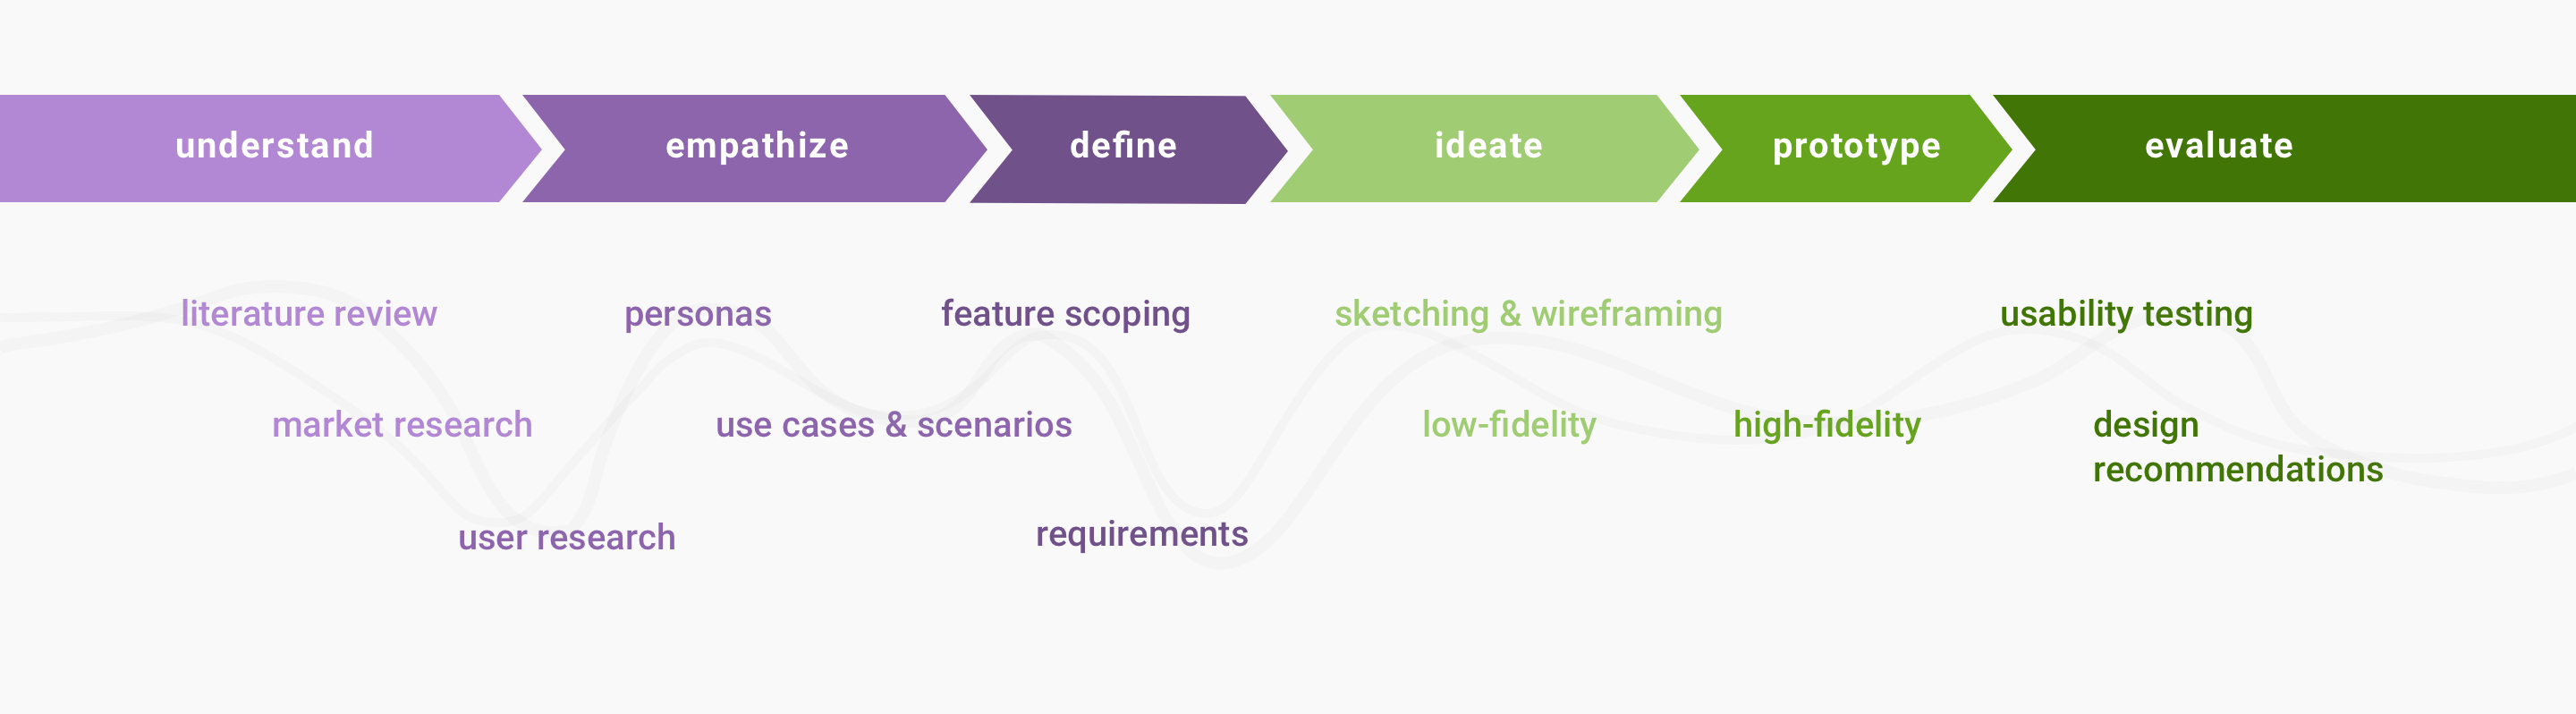 understand
empathize
define
ideate
prototype
evaluate
literature review
personas
feature scoping
sketching & wireframing
usability testing
market research
use cases & scenarios
low-fidelity
high-fidelity
design
recommendations
user research
requirements